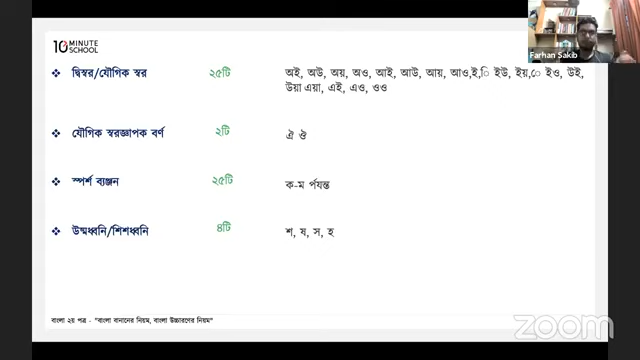 10 MINUTE SCHOOL
Farhan Sakib
❖ দ্বিস্বর/যৌগিক স্বর ২৫টি অই, অউ, অয়, অও, আই, আউ, আয়, আও,ই,ি ইউ, ইয়,ে ইও, উই,
উয়া এয়া, এই, এও, ওও
❖ যৌগিক স্বরজ্ঞাপক বর্ণ ২টি ঐ ঔ
❖ স্পর্শ ব্যঞ্জন ২৫টি ক-ম র্পযন্ত
❖ উষ্মধ্বনি/শিশধ্বনি ৪টি শ, ষ, স, হ
বাংলা ২য় পত্র - "বাংলা বানানের নিয়ম, বাংলা উচ্চারণের নিয়ম"
zoom